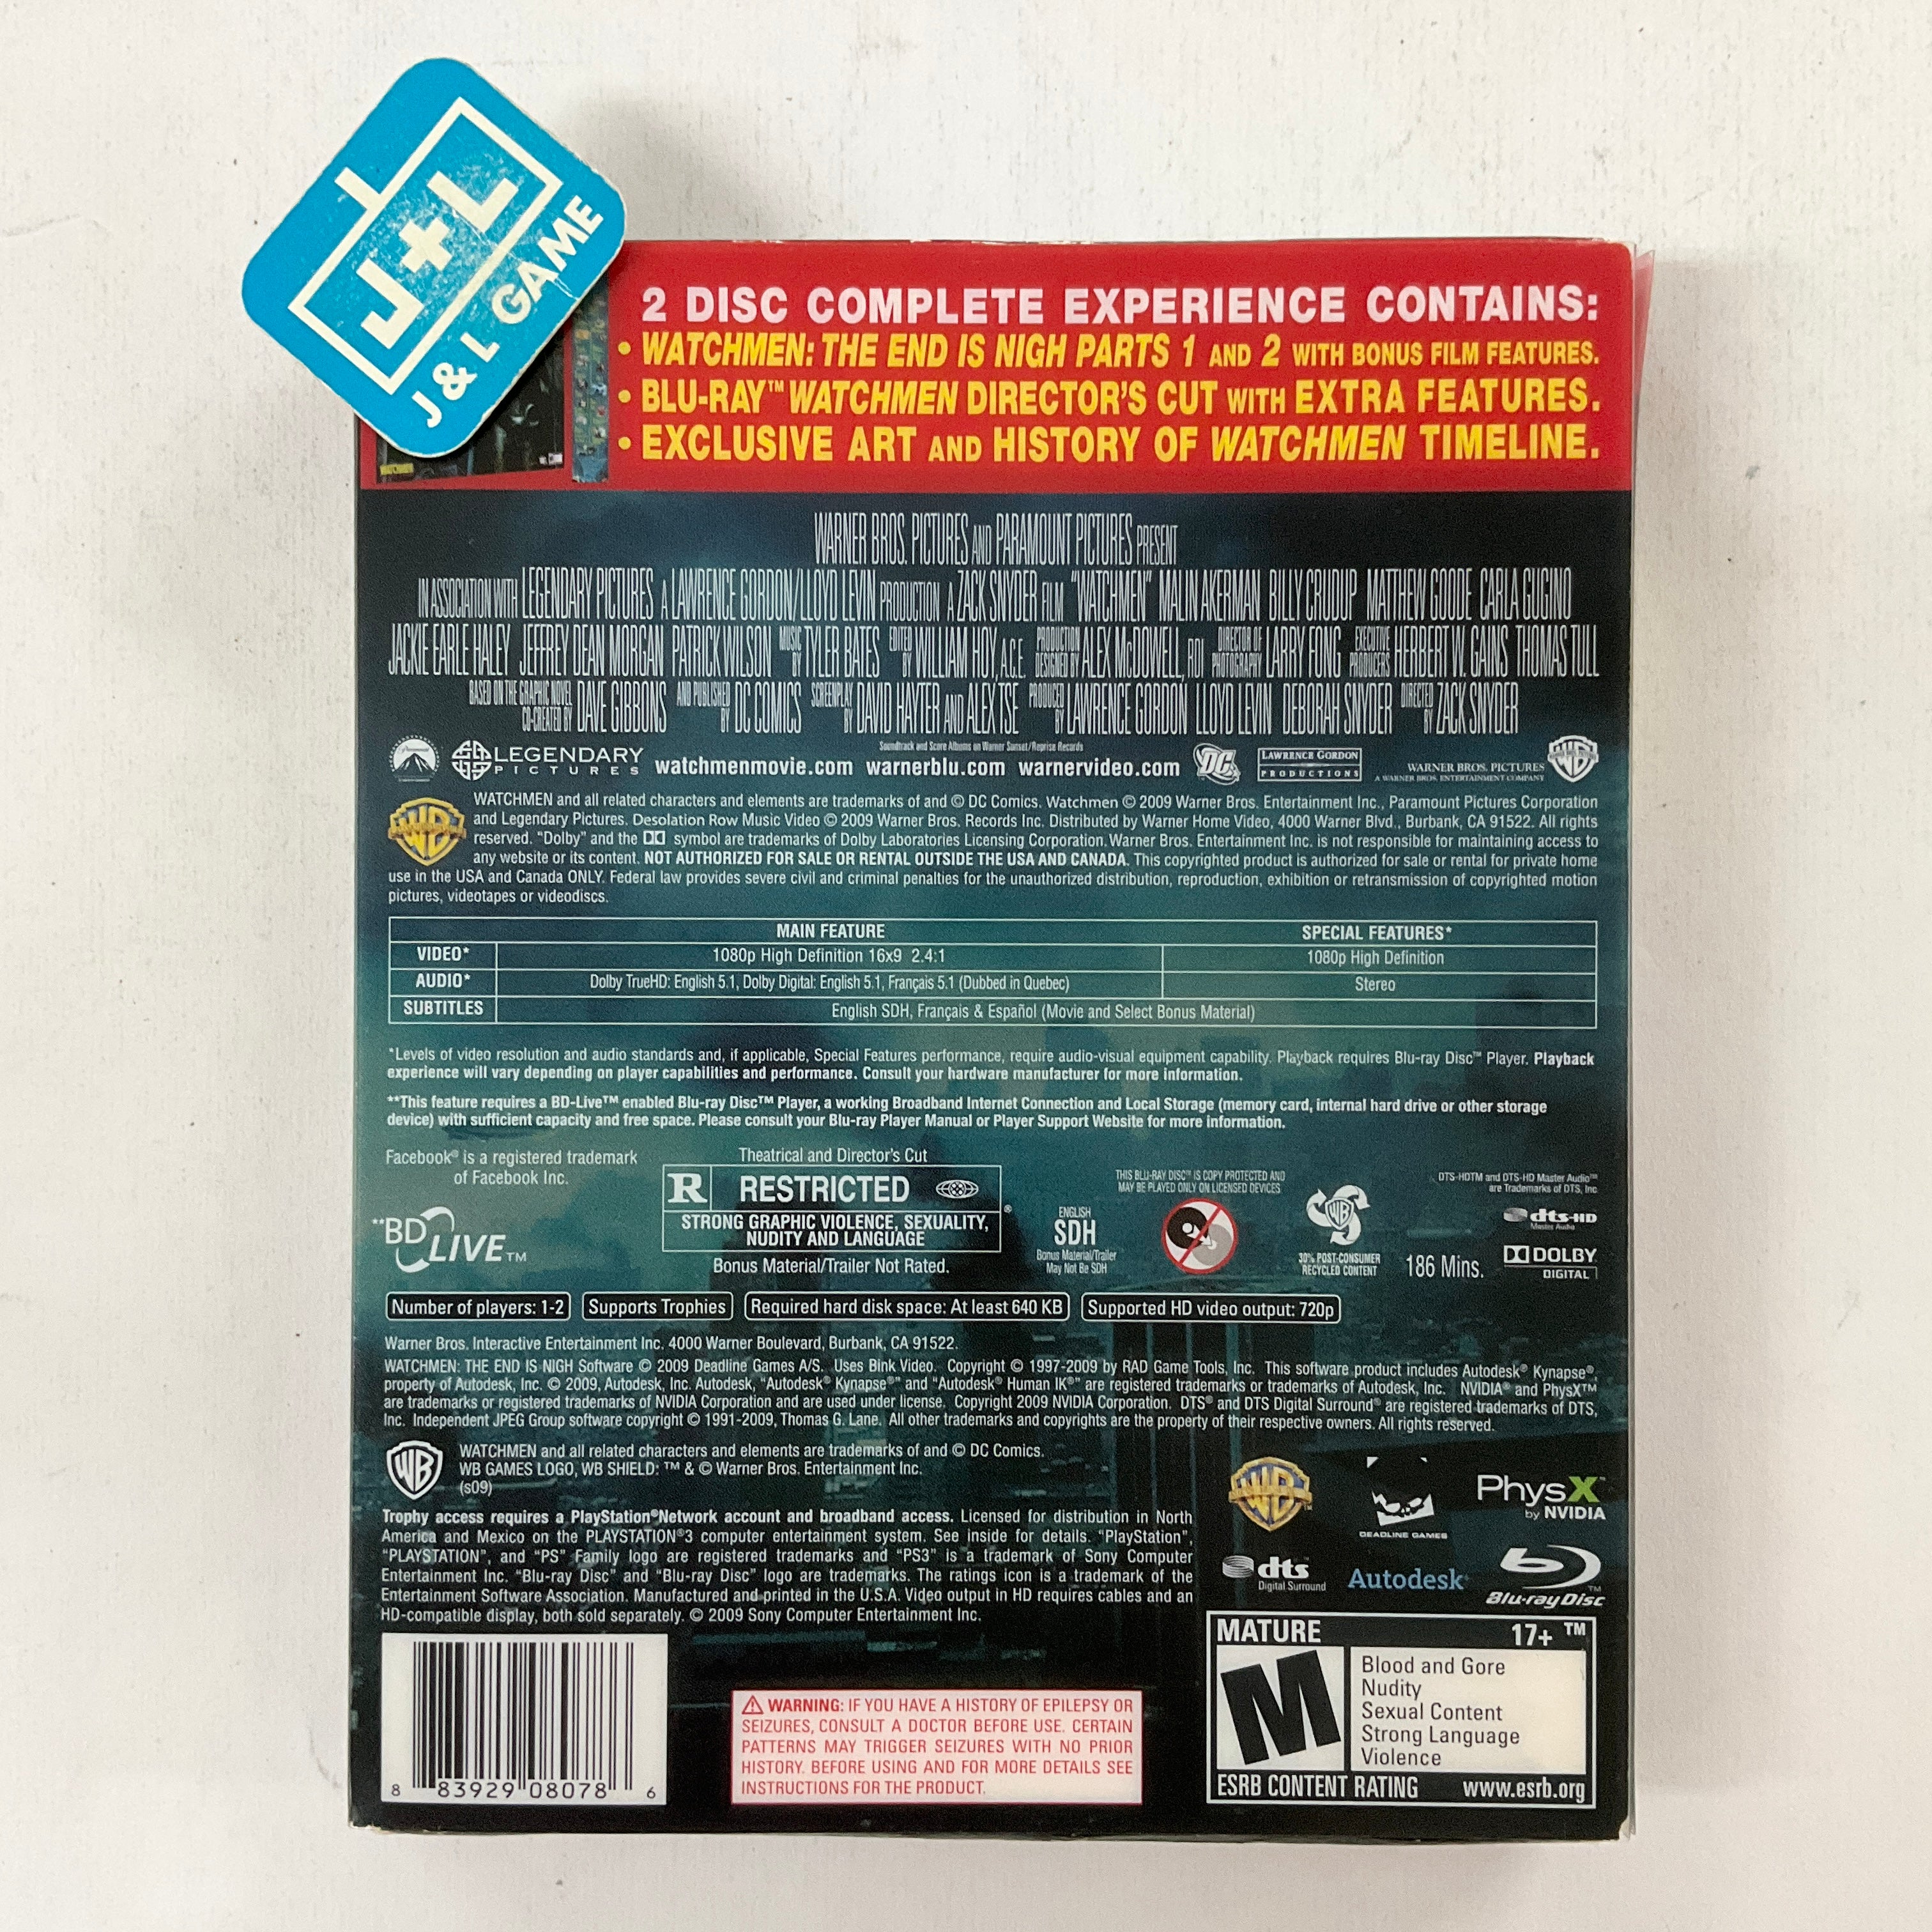 J+L
J & L GAME
2 DISC COMPLETE EXPERIENCE CONTAINS:
• WATCHMEN: THE END IS NIGH PARTS 1 AND 2 WITH BONUS FILM FEATURES.
• BLU-RAY™ WATCHMEN DIRECTOR'S CUT WITH EXTRA FEATURES.
• EXCLUSIVE ART AND HISTORY OF WATCHMEN TIMELINE.
WATCHMEN
WARNER BROS. PICTURES AND PARAMOUNT PICTURES PRESENT
IN ASSOCIATION WITH LEGENDARY PICTURES A LAWRENCE GORDON/LLOYD LEVIN PRODUCTION A ZACK SNYDER FILM "WATCHMEN" MALIN AKERMAN BILLY CRUDUP MATTHEW GOODE CARLA GUGINO
JACKIE EARLE HALEY JEFFREY DEAN MORGAN PATRICK WILSON MUSIC BY TYLER BATES EDITED BY WILLIAM HOY, A.C.E. PRODUCTION DESIGNED BY ALEX McDOWELL, RDI DIRECTOR OF PHOTOGRAPHY LARRY FONG EXECUTIVE PRODUCERS HERBERT W. GAINS THOMAS TULL
BASED ON THE GRAPHIC NOVEL CO-CREATED BY DAVE GIBBONS AND PUBLISHED BY DC COMICS SCREENPLAY BY DAVID HAYTER AND ALEX TSE PRODUCED BY LAWRENCE GORDON LLOYD LEVIN DEBORAH SNYDER DIRECTED BY ZACK SNYDER
Soundtrack and Score Albums on Warner Sunset/Reprise Records
Paramount LEGENDARY PICTURES watchmenmovie.com warnerblu.com warnervideo.com DC LAWRENCE GORDON PRODUCTIONS WARNER BROS. PICTURES
A WARNER BROS. ENTERTAINMENT COMPANY
WATCHMEN and all related characters and elements are trademarks of and © DC Comics. Watchmen © 2009 Warner Bros. Entertainment Inc., Paramount Pictures Corporation
and Legendary Pictures. Desolation Row Music Video © 2009 Warner Bros. Records Inc. Distributed by Warner Home Video, 4000 Warner Blvd., Burbank, CA 91522. All rights
reserved. "Dolby" and the symbol are trademarks of Dolby Laboratories Licensing Corporation. Warner Bros. Entertainment Inc. is not responsible for maintaining access to
any website or its content. NOT AUTHORIZED FOR SALE OR RENTAL OUTSIDE THE USA AND CANADA. This copyrighted product is authorized for sale or rental for private home
use in the USA and Canada ONLY. Federal law provides severe civil and criminal penalties for the unauthorized distribution, reproduction, exhibition or retransmission of copyrighted motion
pictures, videotapes or videodiscs.
MAIN FEATURE SPECIAL FEATURES*
VIDEO* 1080p High Definition 16x9 2.4:1 1080p High Definition
AUDIO* Dolby TrueHD: English 5.1, Dolby Digital: English 5.1, Français 5.1 (Dubbed in Quebec) Stereo
SUBTITLES English SDH, Français & Español (Movie and Select Bonus Material)
*Levels of video resolution and audio standards and, if applicable, Special Features performance, require audio-visual equipment capability. Playback requires Blu-ray Disc™ Player. Playback
experience will vary depending on player capabilities and performance. Consult your hardware manufacturer for more information.
**This feature requires a BD-Live™ enabled Blu-ray Disc™ Player, a working Broadband Internet Connection and Local Storage (memory card, internal hard drive or other storage
device) with sufficient capacity and free space. Please consult your Blu-ray Player Manual or Player Support Website for more information.
Facebook® is a registered trademark
of Facebook Inc.
**BD LIVE™
Theatrical and Director's Cut
R RESTRICTED ®
STRONG GRAPHIC VIOLENCE, SEXUALITY,
NUDITY AND LANGUAGE
Bonus Material/Trailer Not Rated.
THIS BLU-RAY DISC™ IS COPY PROTECTED AND
MAY BE PLAYED ONLY ON LICENSED DEVICES
ENGLISH
SDH
Bonus Material/Trailer
May Not Be SDH
WB
30% POST-CONSUMER
RECYCLED CONTENT
186 Mins.
DTS-HDTM and DTS-HD Master Audio™
are Trademarks of DTS, Inc
dts-HD
Master Audio
DOLBY
DIGITAL
Number of players: 1-2 Supports Trophies Required hard disk space: At least 640 KB Supported HD video output: 720p
Warner Bros. Interactive Entertainment Inc. 4000 Warner Boulevard, Burbank, CA 91522.
WATCHMEN: THE END IS NIGH Software © 2009 Deadline Games A/S. Uses Bink Video. Copyright © 1997-2009 by RAD Game Tools, Inc. This software product includes Autodesk® Kynapse®,
property of Autodesk, Inc. © 2009, Autodesk, Inc. Autodesk, "Autodesk® Kynapse®" and "Autodesk® Human IK®" are registered trademarks or trademarks of Autodesk, Inc. NVIDIA® and PhysX™
are trademarks or registered trademarks of NVIDIA Corporation and are used under license. Copyright 2009 NVIDIA Corporation. DTS® and DTS Digital Surround® are registered trademarks of DTS,
Inc. Independent JPEG Group software copyright © 1991-2009, Thomas G. Lane. All other trademarks and copyrights are the property of their respective owners. All rights reserved.
WB
WATCHMEN and all related characters and elements are trademarks of and © DC Comics.
WB GAMES LOGO, WB SHIELD: ™ & © Warner Bros. Entertainment Inc.
(s09)
Trophy access requires a PlayStation®Network account and broadband access. Licensed for distribution in North
America and Mexico on the PLAYSTATION®3 computer entertainment system. See inside for details. "PlayStation",
"PLAYSTATION", and "PS" Family logo are registered trademarks and "PS3" is a trademark of Sony Computer
Entertainment Inc. "Blu-ray Disc" and "Blu-ray Disc" logo are trademarks. The ratings icon is a trademark of the
Entertainment Software Association. Manufactured and printed in the U.S.A. Video output in HD requires cables and an
HD-compatible display, both sold separately. © 2009 Sony Computer Entertainment Inc.
DEADLINE GAMES
PhysX™
by NVIDIA
dts
Digital Surround
Autodesk
Blu-ray Disc™
8 83929 08078 6
WARNING: IF YOU HAVE A HISTORY OF EPILEPSY OR
SEIZURES, CONSULT A DOCTOR BEFORE USE. CERTAIN
PATTERNS MAY TRIGGER SEIZURES WITH NO PRIOR
HISTORY. BEFORE USING AND FOR MORE DETAILS SEE
INSTRUCTIONS FOR THE PRODUCT.
MATURE 17+ ™
M
Blood and Gore
Nudity
Sexual Content
Strong Language
Violence
ESRB CONTENT RATING www.esrb.org